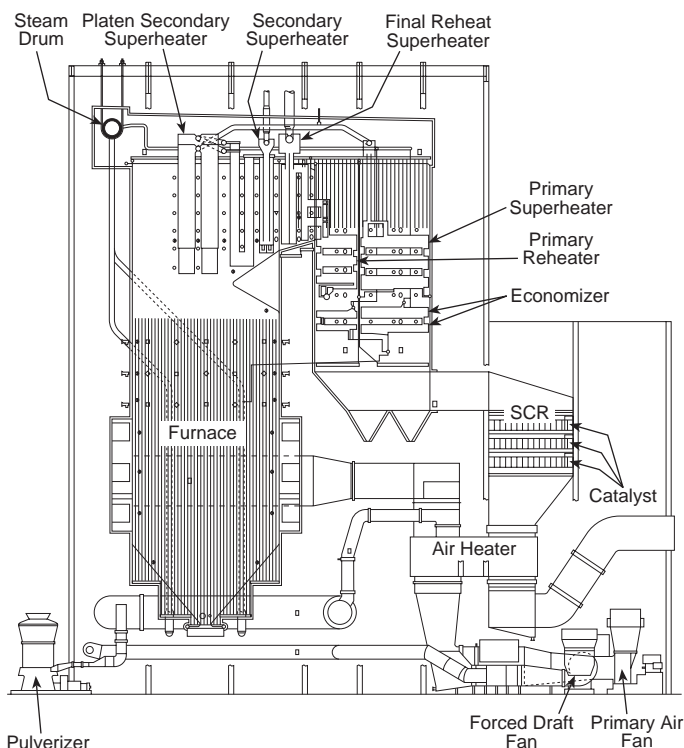 Steam
Drum
Platen Secondary
Superheater
Secondary
Superheater
Final Reheat
Superheater
Primary
Superheater
Primary
Reheater
Economizer
SCR
Furnace
Catalyst
Air Heater
Pulverizer
Forced Draft
Fan
Primary Air
Fan